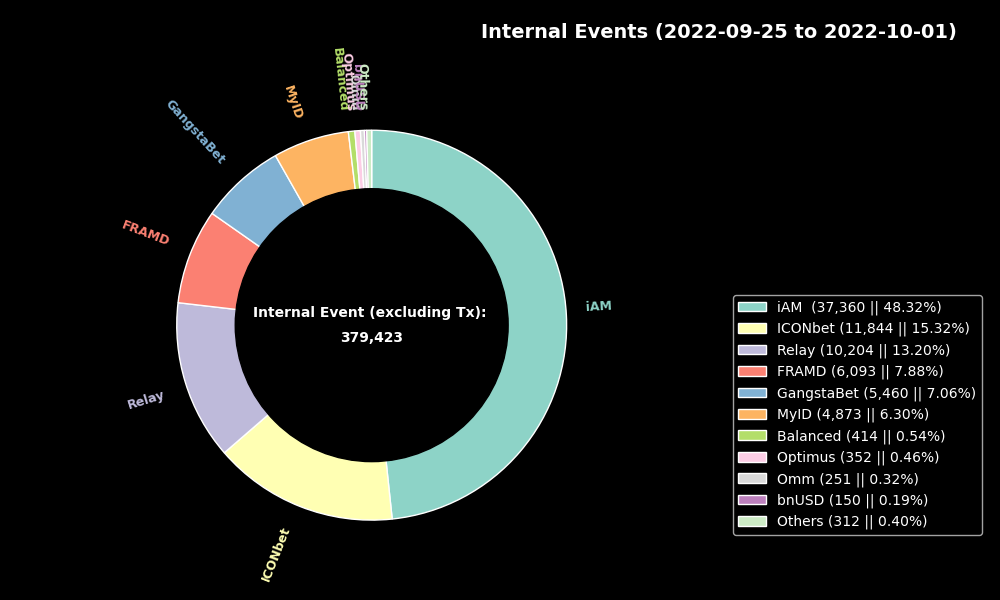 Internal Events (2022-09-25 to 2022-10-01)
Others
Omm
Optimus
Balanced
MyID
GangstaBet
FRAMD
iAM
Internal Event (excluding Tx):
379,423
Relay
ICONbet
iAM  (37,360 || 48.32%)
ICONbet (11,844 || 15.32%)
Relay (10,204 || 13.20%)
FRAMD (6,093 || 7.88%)
GangstaBet (5,460 || 7.06%)
MyID (4,873 || 6.30%)
Balanced (414 || 0.54%)
Optimus (352 || 0.46%)
Omm (251 || 0.32%)
bnUSD (150 || 0.19%)
Others (312 || 0.40%)